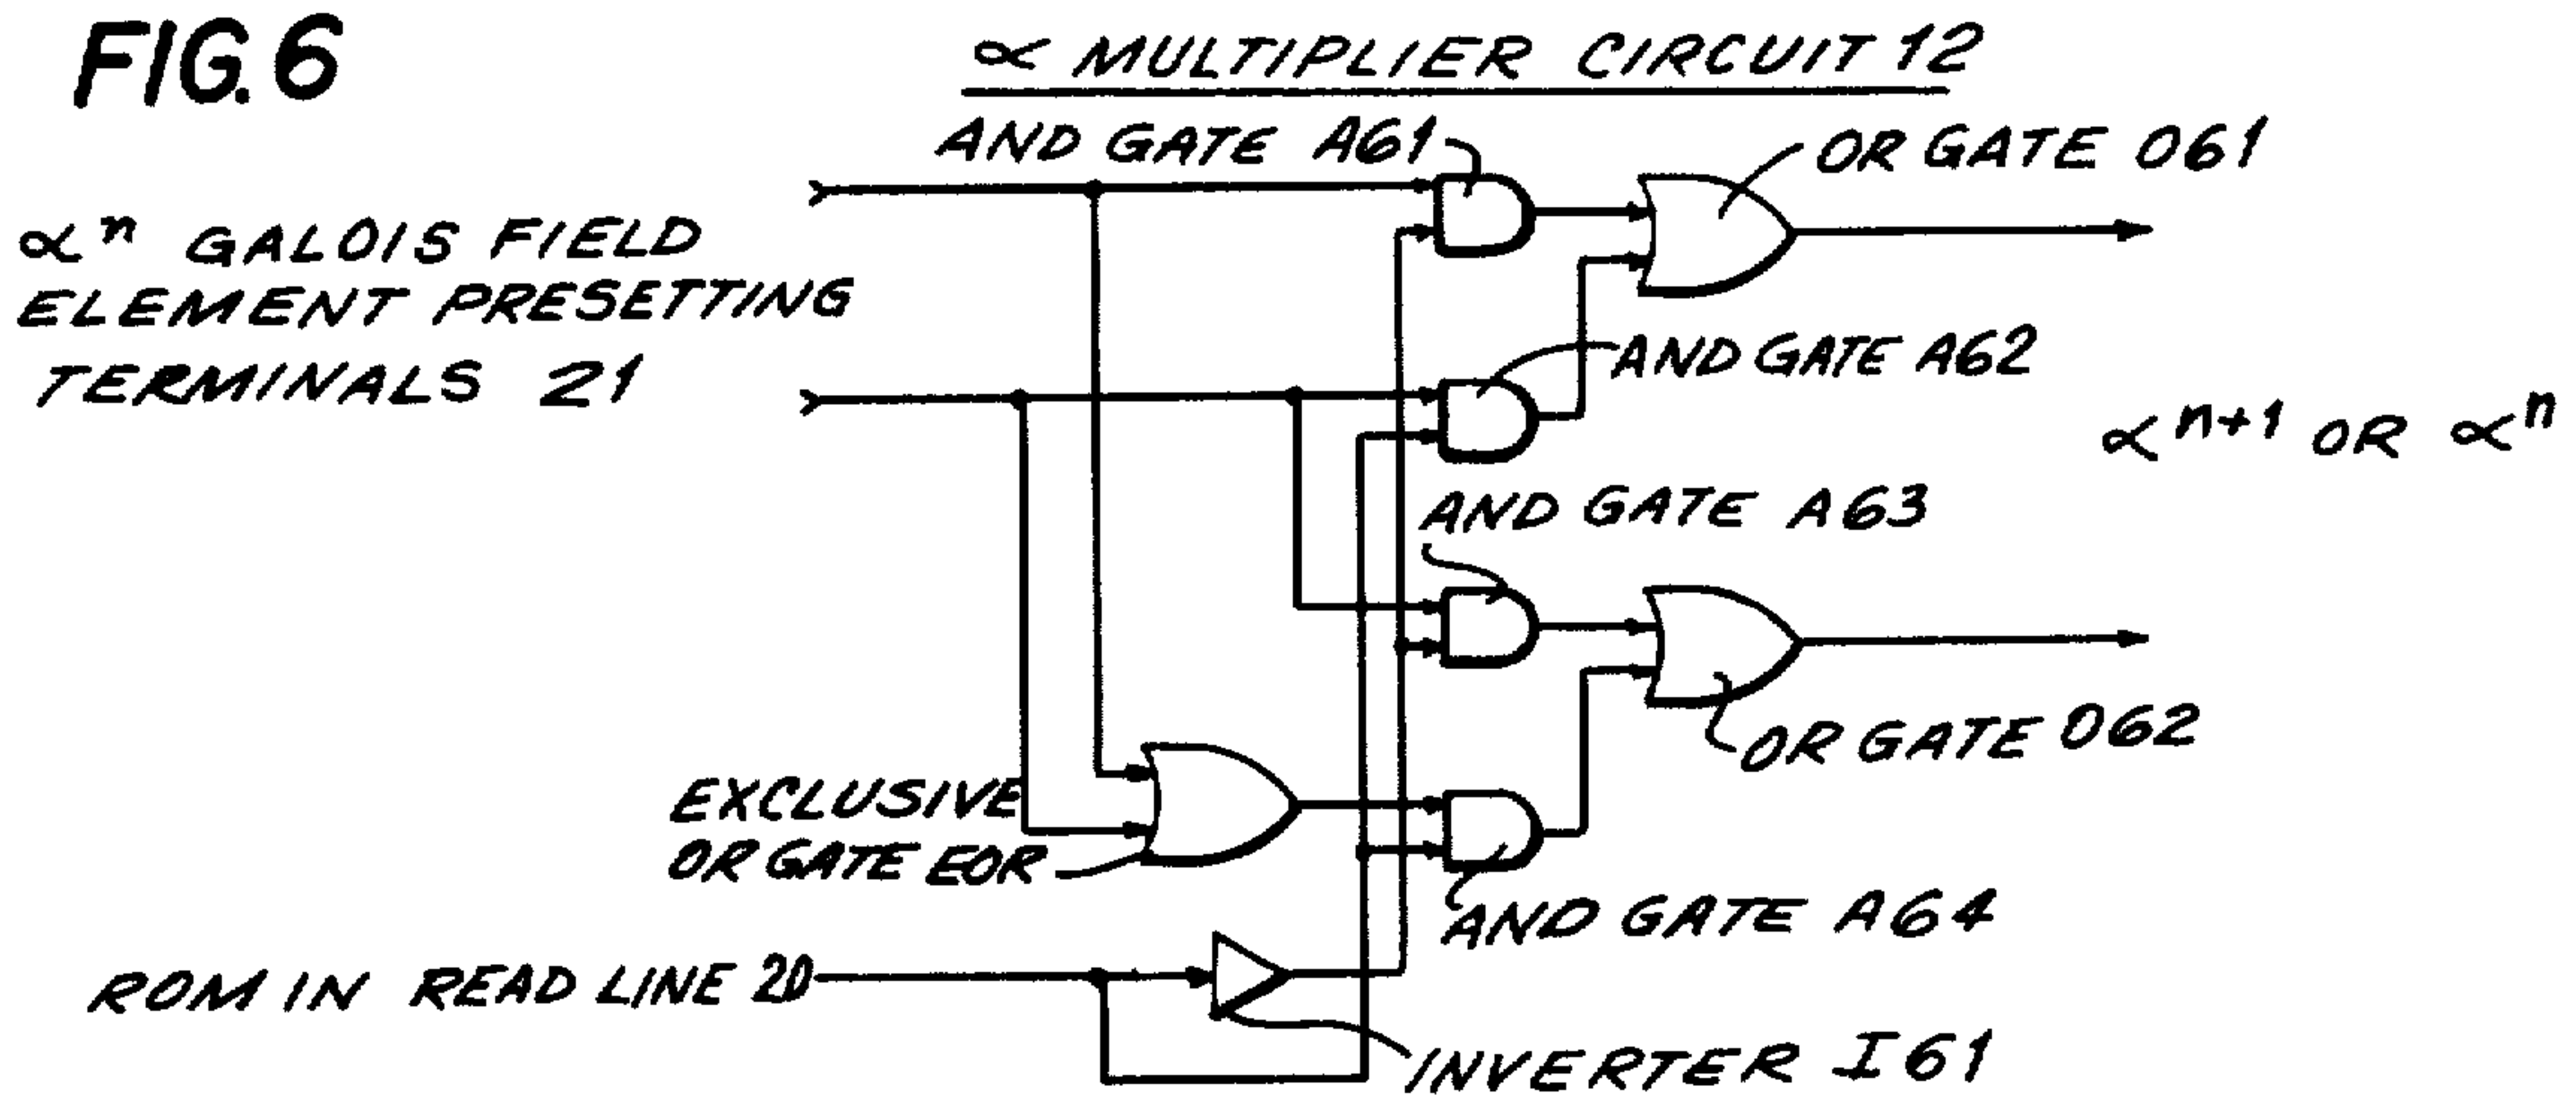 FIG. 6
∝ MULTIPLIER CIRCUIT 12
AND GATE A61
OR GATE O61
∝ⁿ GALOIS FIELD
ELEMENT PRESETTING
TERMINALS 21
AND GATE A62
∝ⁿ⁺¹ OR ∝ⁿ
AND GATE A63
OR GATE O62
EXCLUSIVE
OR GATE EOR
AND GATE A64
ROM IN READ LINE 20
INVERTER I61